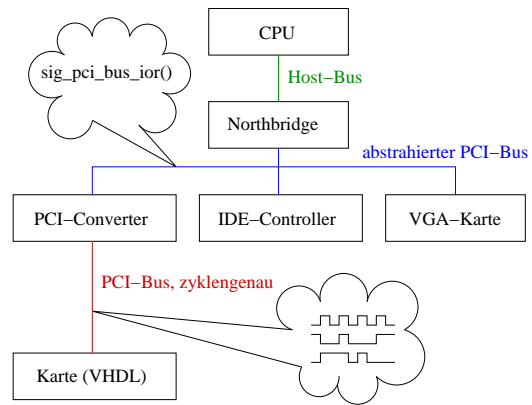 CPU
sig_pci_bus_ior()
Host−Bus
Northbridge
abstrahierter PCI−Bus
PCI−Converter
IDE−Controller
VGA−Karte
PCI−Bus, zyklengenau
Karte (VHDL)